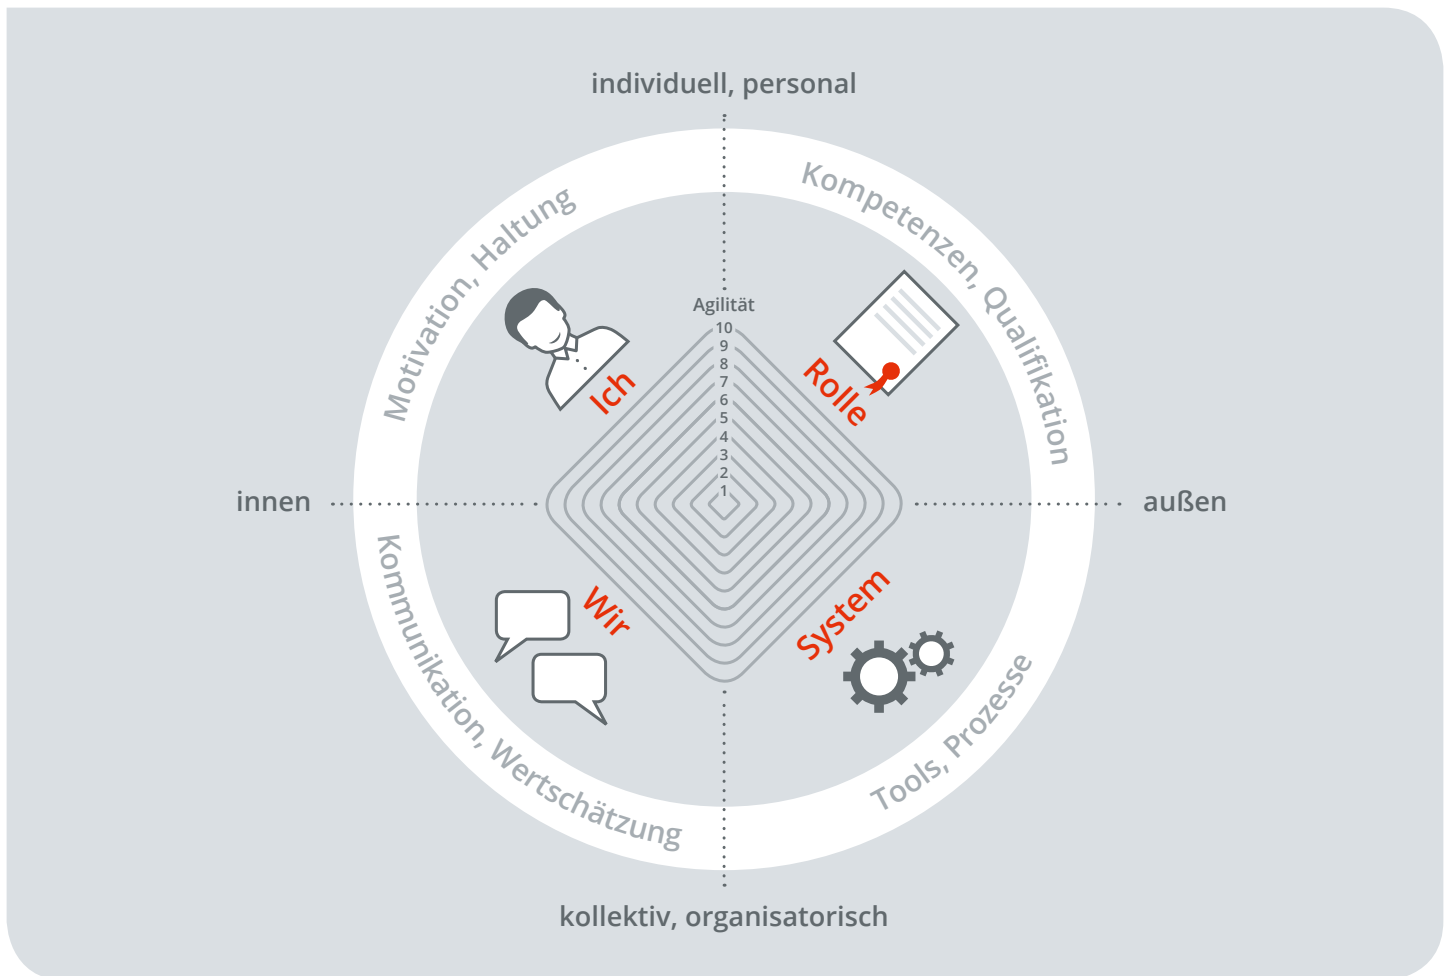 individuell, personal
Motivation, Haltung
Kompetenzen, Qualifikation
Agilität
10
9
8
7
6
5
4
3
2
1
Ich
Rolle
innen
außen
Wir
System
Kommunikation, Wertschätzung
Tools, Prozesse
kollektiv, organisatorisch